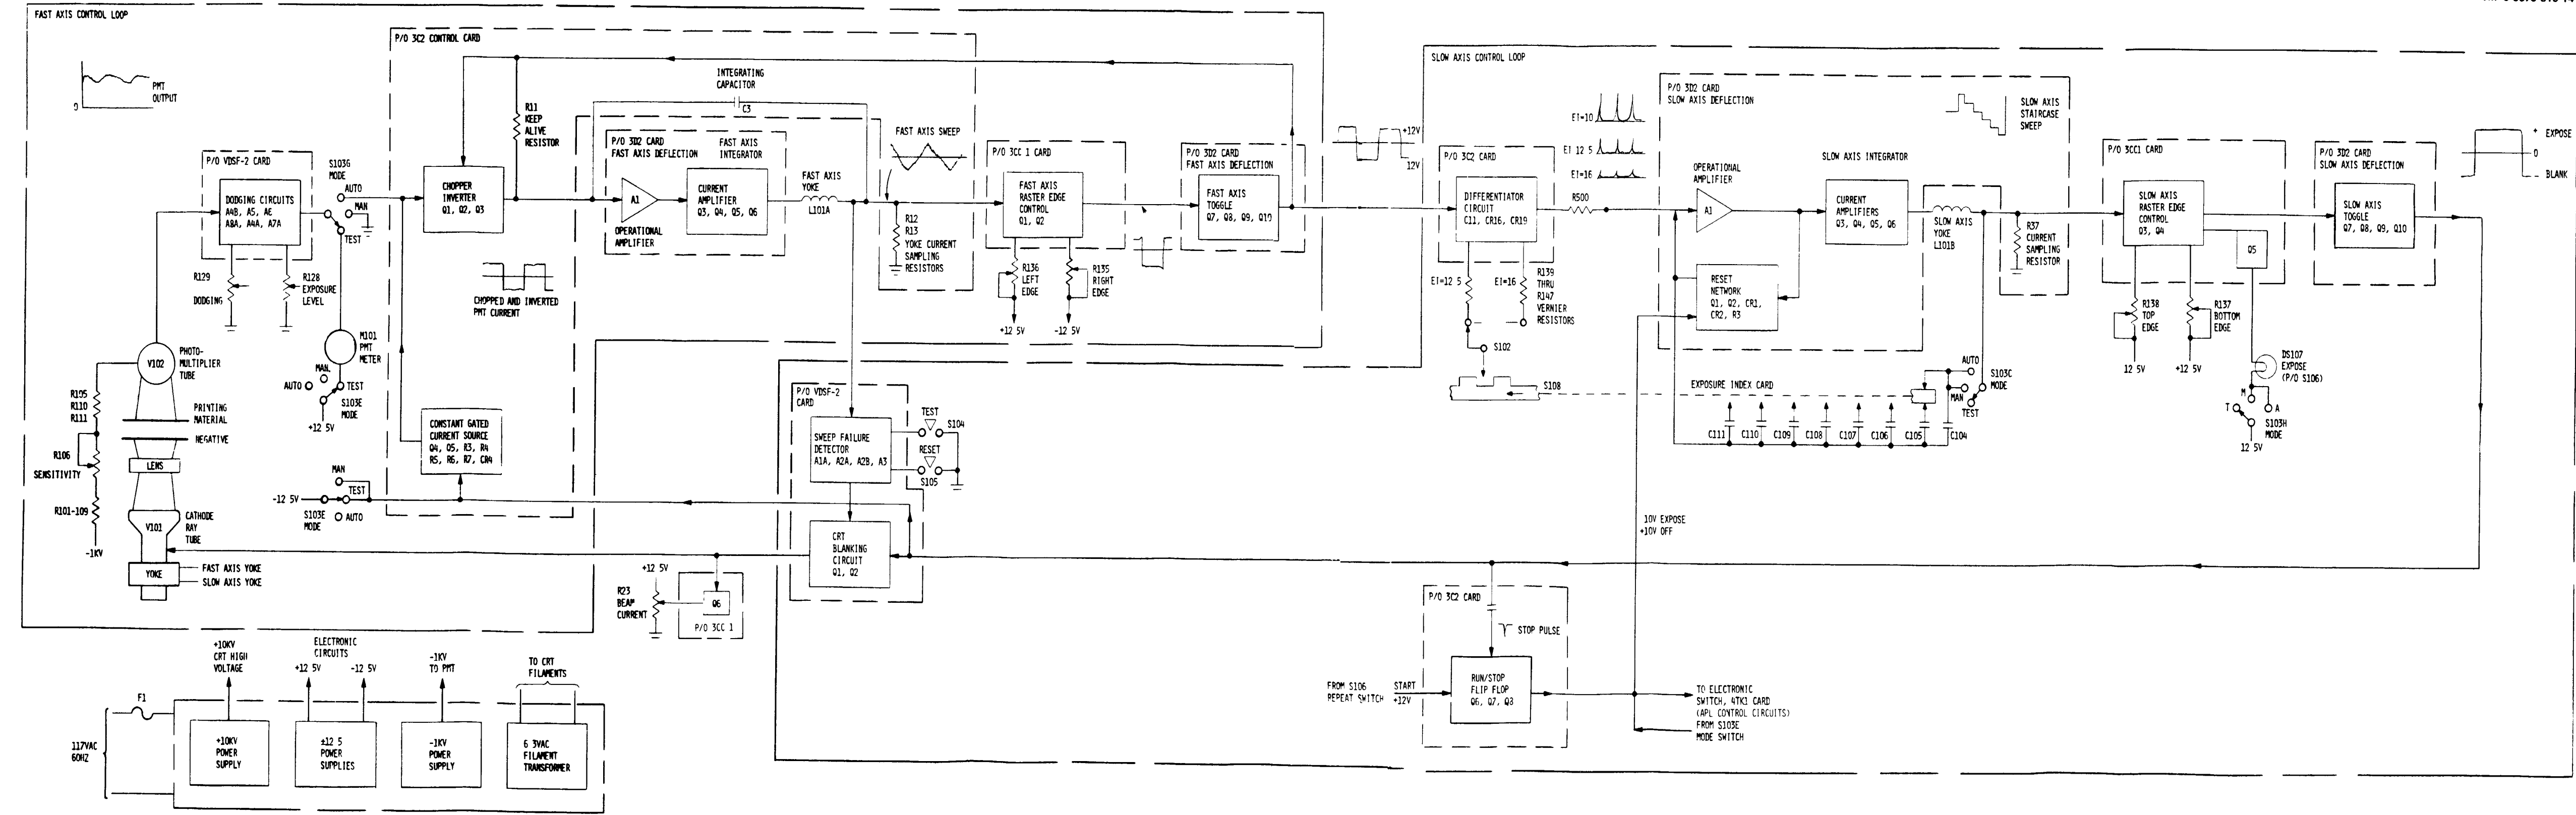 FAST AXIS CONTROL LOOP
PMT
OUTPUT
0
P/O 3C2 CONTROL CARD
INTEGRATING
CAPACITOR
C3
R11
KEEP
ALIVE
RESISTOR
P/O VDSF-2 CARD
DODGING CIRCUITS
A4B, A5, AE
A8A, A4A, A7A
S103G
MODE
AUTO
MAN
TEST
R129
DODGING
R128
EXPOSURE
LEVEL
CHOPPER
INVERTER
Q1, Q2, Q3
CHOPPED AND INVERTED
PMT CURRENT
P/O 3D2 CARD
FAST AXIS DEFLECTION
FAST AXIS
INTEGRATOR
A1
OPERATIONAL
AMPLIFIER
CURRENT
AMPLIFIER
Q3, Q4, Q5, Q6
FAST AXIS
YOKE
L101A
FAST AXIS SWEEP
R12
R13
YOKE CURRENT
SAMPLING
RESISTORS
P/O 3CC 1 CARD
FAST AXIS
RASTER EDGE
CONTROL
Q1, Q2
R136
LEFT
EDGE
+12 5V
R135
RIGHT
EDGE
-12 5V
P/O 3D2 CARD
FAST AXIS DEFLECTION
FAST AXIS
TOGGLE
Q7, Q8, Q9, Q10
V102
PHOTO-
MULTIPLIER
TUBE
R105
R110
R111
R106
SENSITIVITY
R101-109
-1KV
PRINTING
MATERIAL
NEGATIVE
LENS
V101
CATHODE
RAY
TUBE
YOKE
FAST AXIS YOKE
SLOW AXIS YOKE
M101
PMT
METER
MAN.
AUTO
TEST
S103E
MODE
+12 5V
CONSTANT GATED
CURRENT SOURCE
Q4, Q5, R3, R4
R5, R6, R7, CR4
MAN
TEST
-12 5V
S103E
MODE
AUTO
P/O VDSF-2
CARD
SWEEP FAILURE
DETECTOR
A1A, A2A, A2B, A3
TEST
S104
RESET
S105
CRT
BLANKING
CIRCUIT
Q1, Q2
+12 5V
R23
BEAM
CURRENT
Q6
P/O 3CC 1
SLOW AXIS CONTROL LOOP
+12V
12V
P/O 3C2 CARD
DIFFERENTIATOR
CIRCUIT
C11, CR16, CR19
EI=10
EI 12 5
EI=16
R500
EI=12 5
EI=16
R139
THRU
R147
VERNIER
RESISTORS
S102
S108
EXPOSURE INDEX CARD
P/O 3D2 CARD
SLOW AXIS DEFLECTION
SLOW AXIS
STAIRCASE
SWEEP
OPERATIONAL
AMPLIFIER
A1
SLOW AXIS INTEGRATOR
CURRENT
AMPLIFIERS
Q3, Q4, Q5, Q6
RESET
NETWORK
Q1, Q2, CR1,
CR2, R3
SLOW AXIS
YOKE
L101B
R37
CURRENT
SAMPLING
RESISTOR
AUTO
S103C
MODE
MAN
TEST
C111
C110
C109
C108
C107
C106
C105
C104
P/O 3CC1 CARD
SLOW AXIS
RASTER EDGE
CONTROL
Q3, Q4
Q5
R138
TOP
EDGE
12 5V
R137
BOTTOM
EDGE
+12 5V
DS107
EXPOSE
(P/O S106)
M
T
A
S103H
MODE
12 5V
P/O 3D2 CARD
SLOW AXIS DEFLECTION
SLOW AXIS
TOGGLE
Q7, Q8, Q9, Q10
+ EXPOSE
0
- BLANK
10V EXPOSE
+10V OFF
P/O 3C2 CARD
STOP PULSE
RUN/STOP
FLIP FLOP
Q6, Q7, Q8
FROM S106
REPEAT SWITCH
START
+12V
TO ELECTRONIC
SWITCH, 4TK1 CARD
(APL CONTROL CIRCUITS)
FROM S103E
MODE SWITCH
+10KV
CRT HIGH
VOLTAGE
ELECTRONIC
CIRCUITS
+12 5V
-12 5V
-1KV
TO PMT
TO CRT
FILAMENTS
F1
117VAC
60HZ
+10KV
POWER
SUPPLY
±12 5
POWER
SUPPLIES
-1KV
POWER
SUPPLY
6 3VAC
FILAMENT
TRANSFORMER